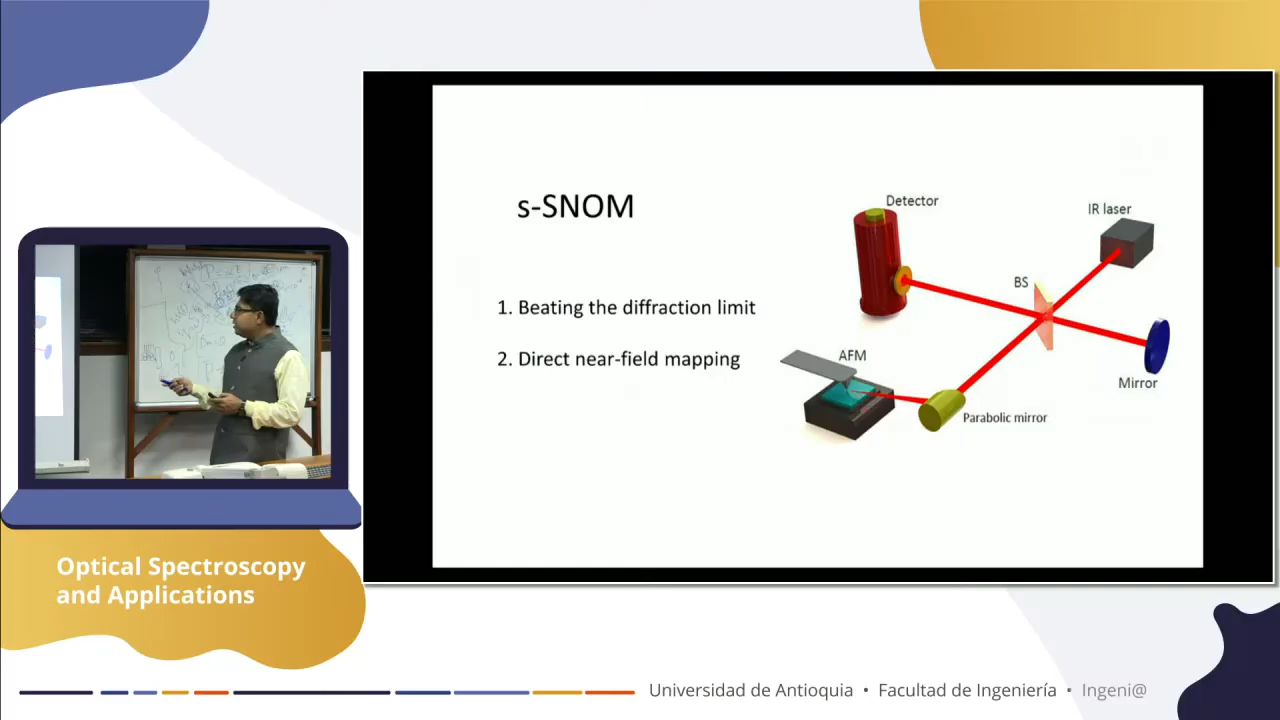 s-SNOM
1. Beating the diffraction limit
2. Direct near-field mapping
Detector
IR laser
BS
AFM
Mirror
Parabolic mirror
Optical Spectroscopy
and Applications
Universidad de Antioquia • Facultad de Ingeniería • Ingeni@